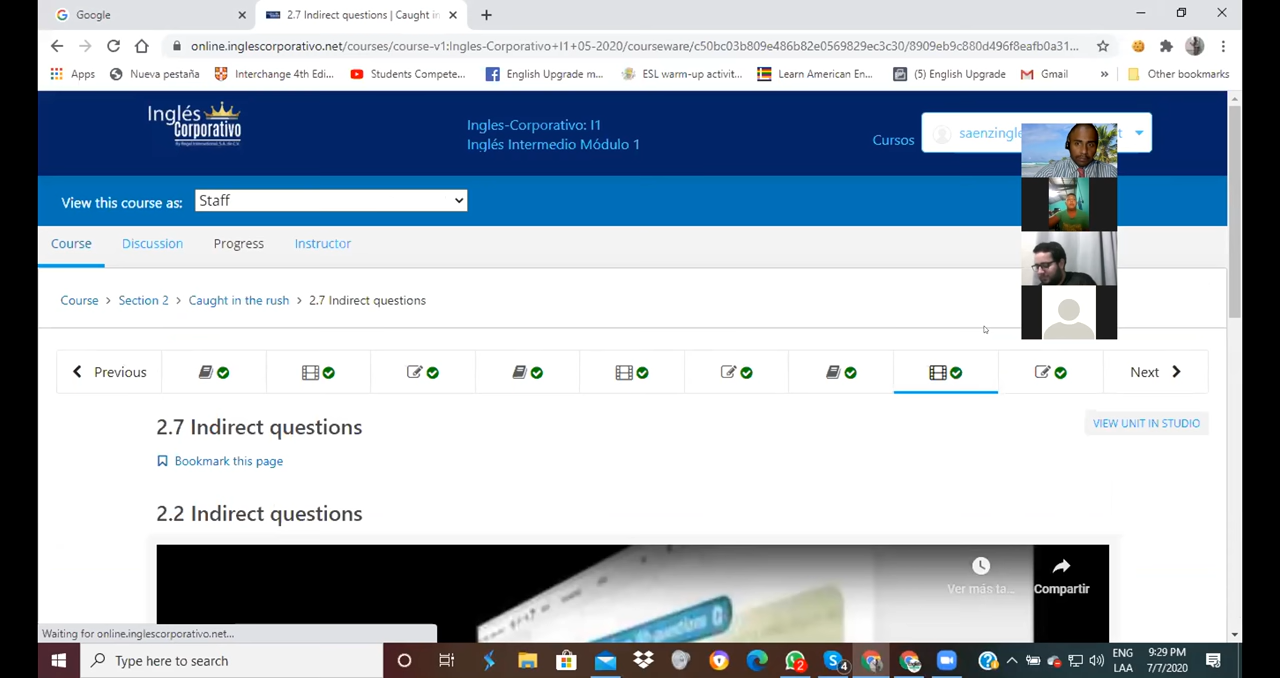 Google
2.7 Indirect questions | Caught in
online.inglescorporativo.net/courses/course-v1:Ingles-Corporativo+I1+05-2020/courseware/c50bc03b809e486b82e0569829ec3c30/8909eb9c880d496f8eafb0a31...
Apps
Nueva pestaña
Interchange 4th Edi...
Students Compete...
English Upgrade m...
ESL warm-up activit...
Learn American En...
(5) English Upgrade
Gmail
»
Other bookmarks
Inglés
Corporativo
Ingles-Corporativo: I1
Inglés Intermedio Módulo 1
Cursos
saenzingle
t
View this course as:
Staff
Course
Discussion
Progress
Instructor
Course > Section 2 > Caught in the rush > 2.7 Indirect questions
Previous
Next
2.7 Indirect questions
VIEW UNIT IN STUDIO
Bookmark this page
2.2 Indirect questions
Ver más ta...
Compartir
Waiting for online.inglescorporativo.net...
Type here to search
2
4
ENG
LAA
9:29 PM
7/7/2020